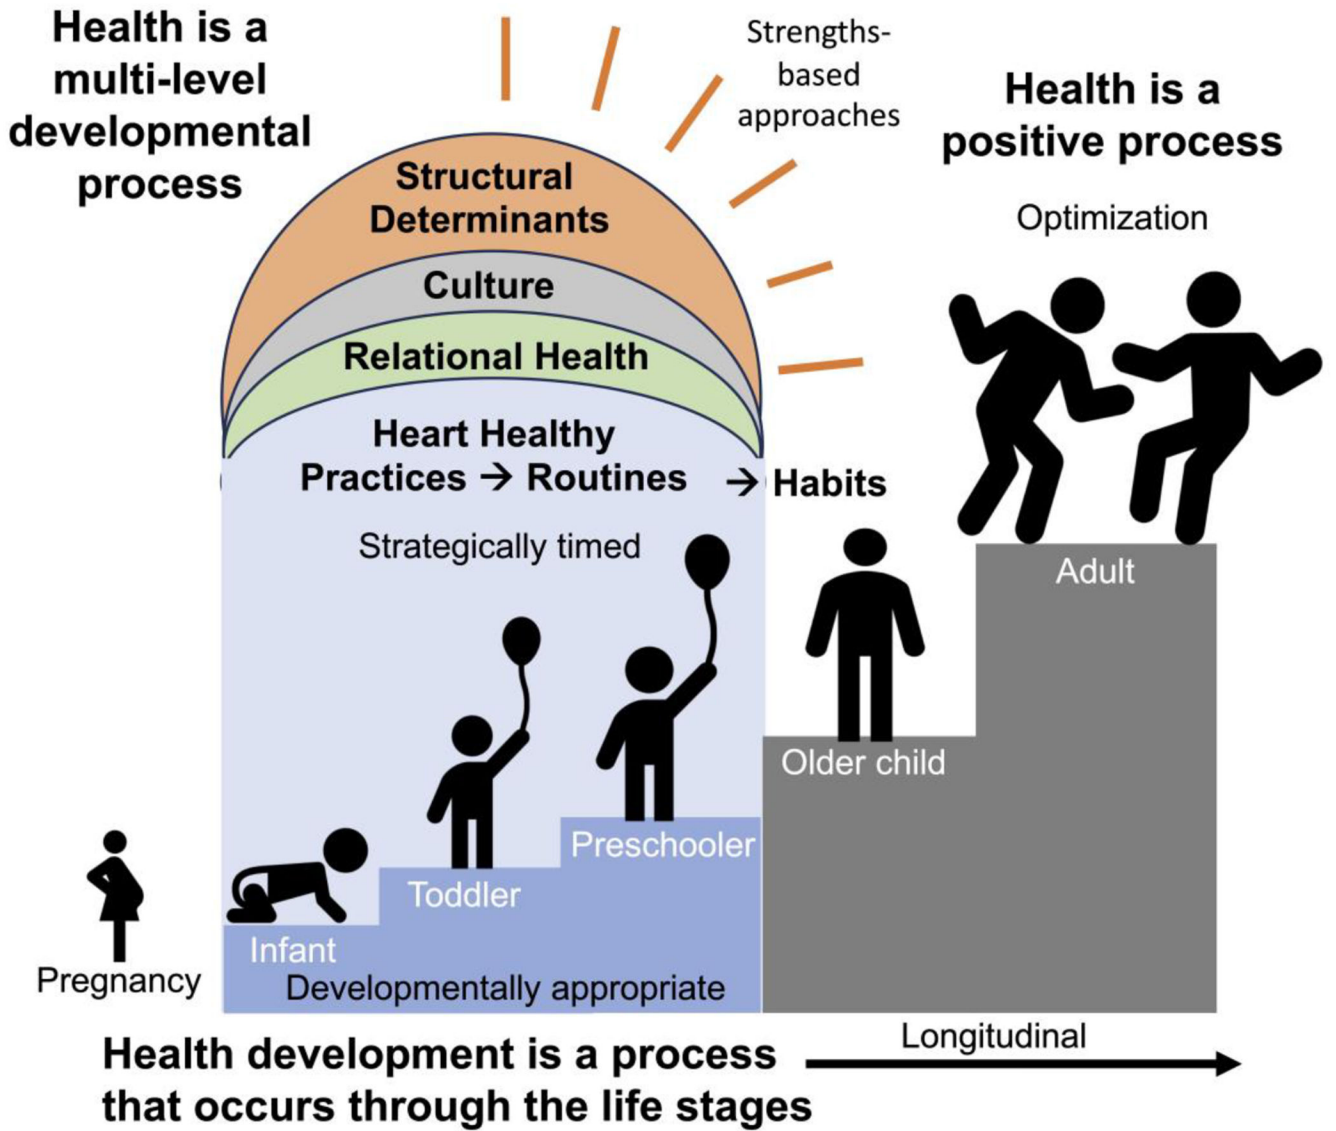 Health is a
multi-level
developmental
process
Strengths-
based
approaches
Health is a
positive process
Optimization
Structural
Determinants
Culture
Relational Health
Heart Healthy
Practices → Routines → Habits
Strategically timed
Adult
Older child
Preschooler
Toddler
Infant
Pregnancy
Developmentally appropriate
Longitudinal
Health development is a process
that occurs through the life stages